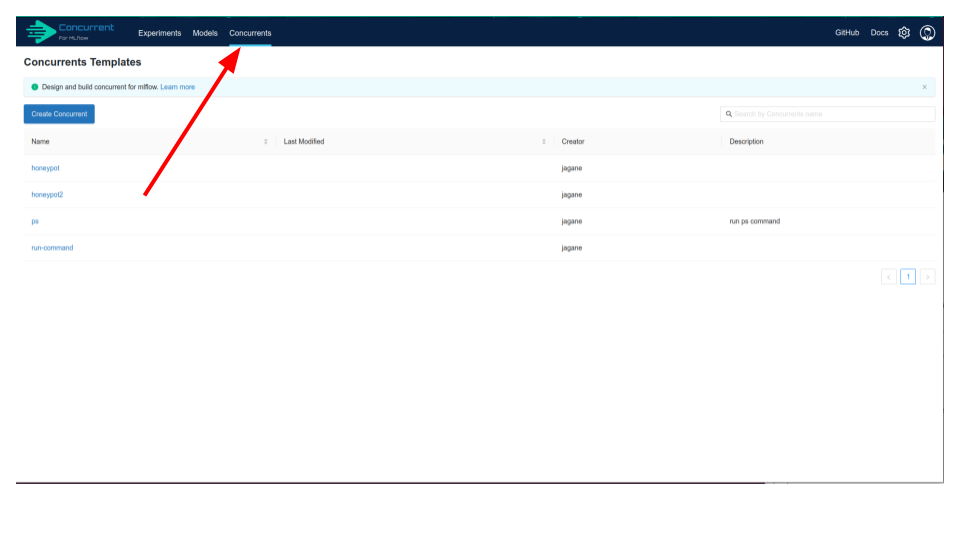 Concurrent
For MLflow
Experiments Models Concurrents GitHub Docs
Concurrents Templates
Design and build concurrent for mlflow. Learn more
Create Concurrent
Search by Concurrents name
Name Last Modified Creator Description
honeypot jagane
honeypot2 jagane
ps jagane run ps command
run-command jagane
< 1 >